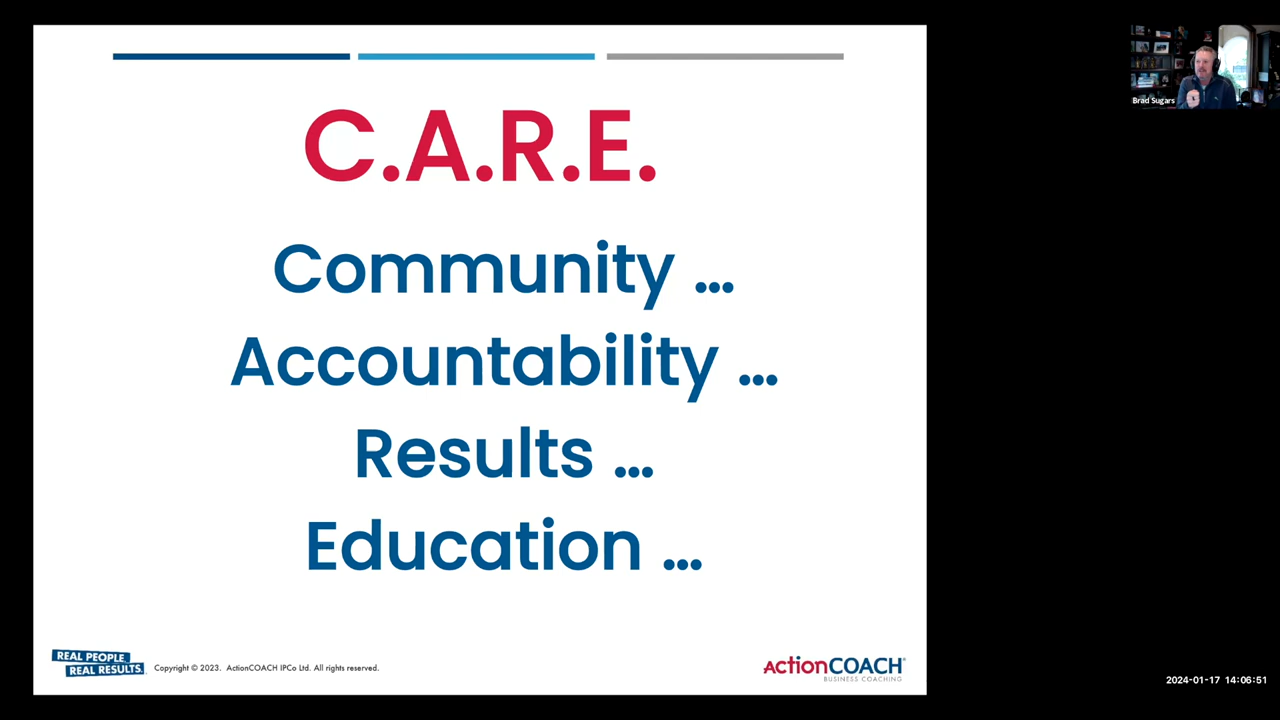 C.A.R.E.
Community ...
Accountability ...
Results ...
Education ...
REAL PEOPLE
REAL RESULTS.
Copyright © 2023. ActionCOACH IPCo Ltd. All rights reserved.
actionCOACH®
BUSINESS COACHING
Brad Sugars
2024-01-17 14:06:51